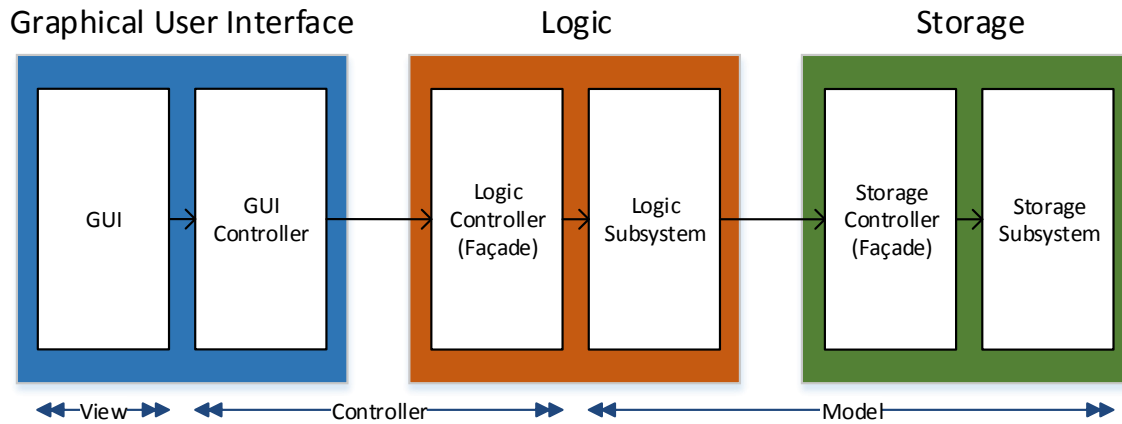 Graphical User Interface
Logic
Storage
GUI
GUI
Controller
Logic
Controller
(Façade)
Logic
Subsystem
Storage
Controller
(Façade)
Storage
Subsystem
View
Controller
Model